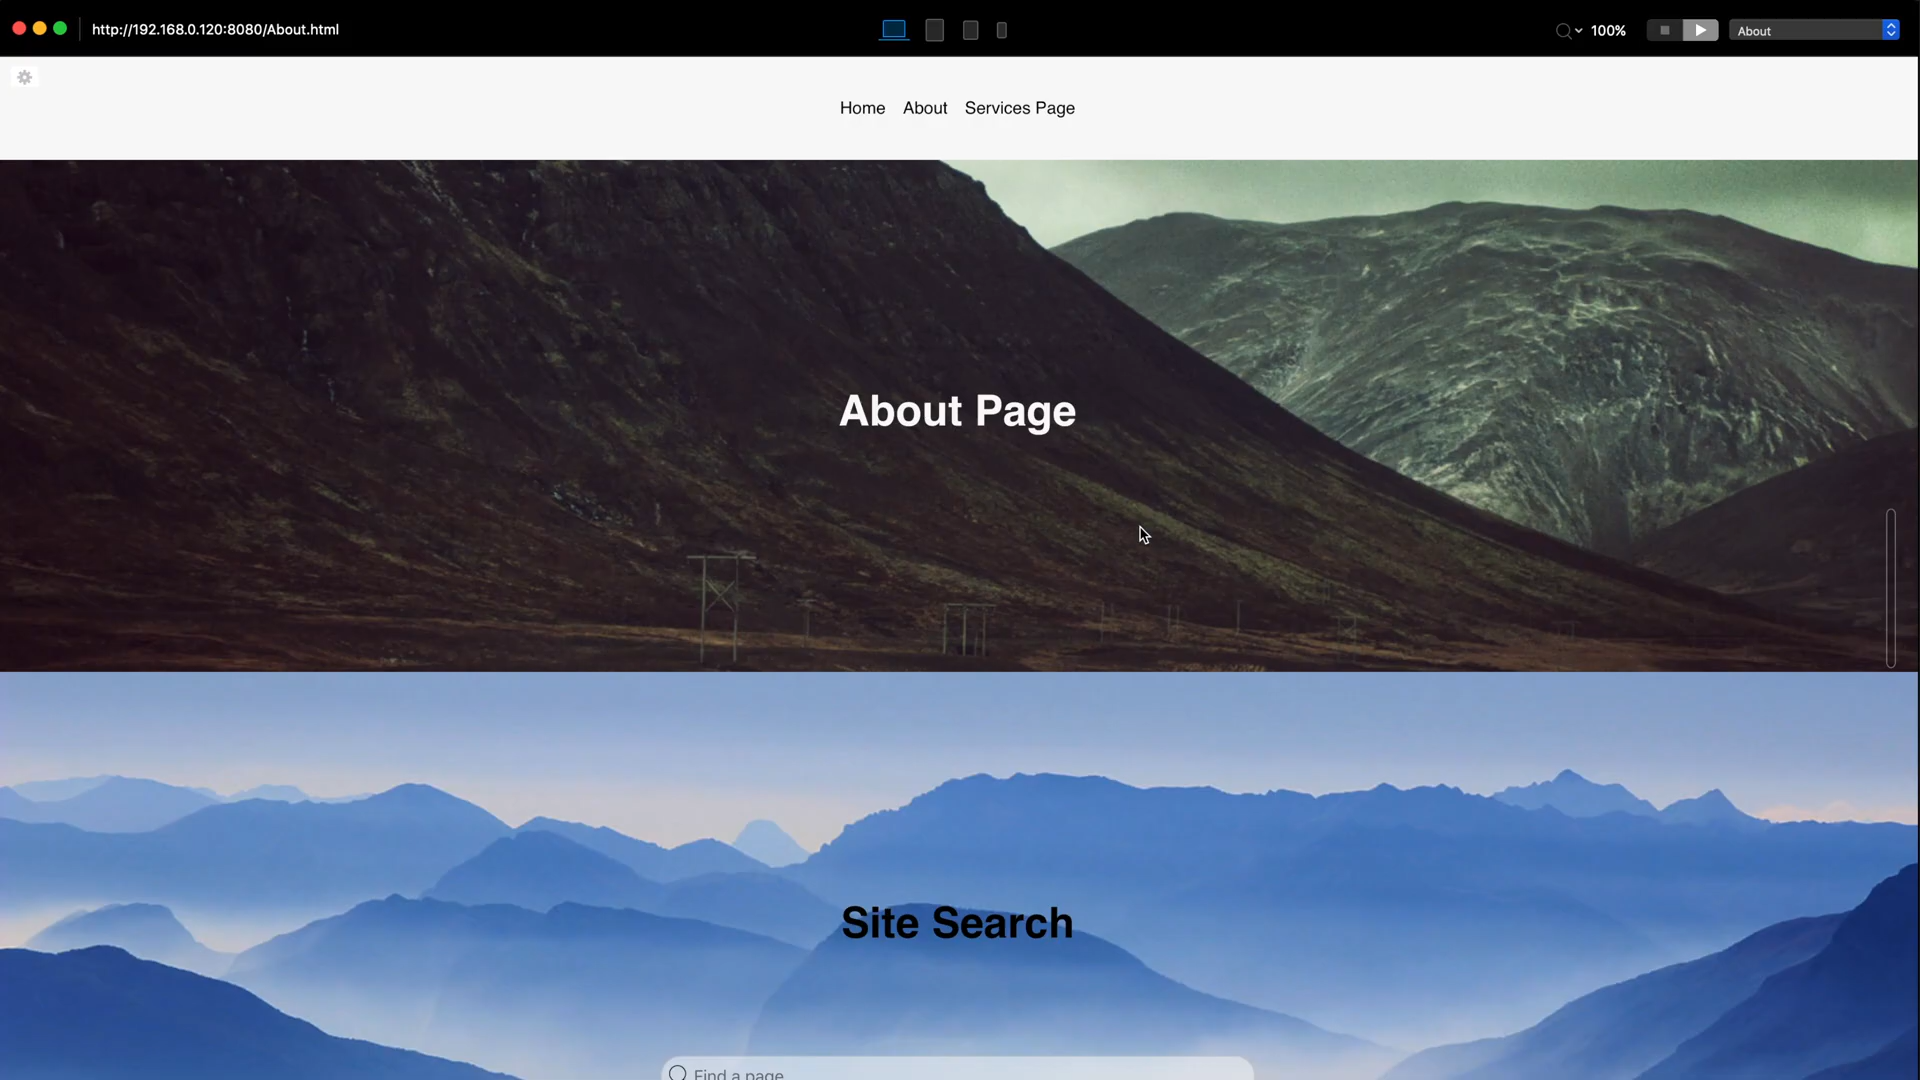 http://192.168.0.120:8080/About.html
100%
About
Home About Services Page
About Page
Site Search
Find a page